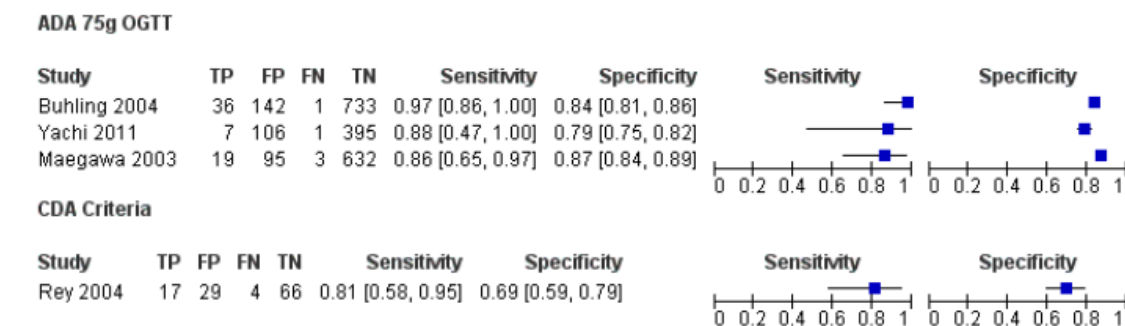 ADA 75g OGTT
Study TP FP FN TN Sensitivity Specificity Sensitivity Specificity
Buhling 2004 36 142 1 733 0.97 [0.86, 1.00] 0.84 [0.81, 0.86]
Yachi 2011 7 106 1 395 0.88 [0.47, 1.00] 0.79 [0.75, 0.82]
Maegawa 2003 19 95 3 632 0.86 [0.65, 0.97] 0.87 [0.84, 0.89]
0 0.2 0.4 0.6 0.8 1 0 0.2 0.4 0.6 0.8 1
CDA Criteria
Study TP FP FN TN Sensitivity Specificity Sensitivity Specificity
Rey 2004 17 29 4 66 0.81 [0.58, 0.95] 0.69 [0.59, 0.79]
0 0.2 0.4 0.6 0.8 1 0 0.2 0.4 0.6 0.8 1